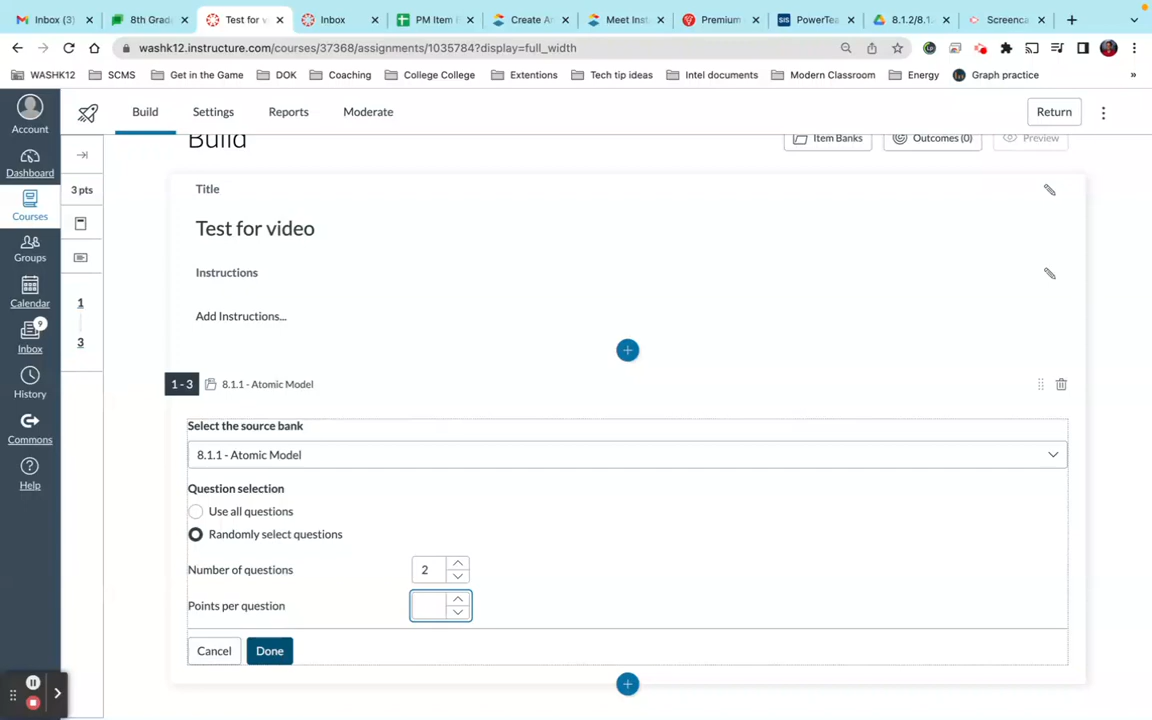 Inbox (3)
8th Grade
Test for v
Inbox
PM Item
Create A
Meet Inst
Premium
PowerTea
8.1.2/8.1
Screenca
washk12.instructure.com/courses/37368/assignments/1035784?display=full_width
WASHK12
SCMS
Get in the Game
DOK
Coaching
College College
Extentions
Tech tip ideas
Intel documents
Modern Classroom
Energy
Graph practice
»
Build
Settings
Reports
Moderate
Return
Account
Dashboard
Courses
Groups
Calendar
9
Inbox
History
Commons
Help
3 pts
1
3
Build
Item Banks
Outcomes (0)
Preview
Title
Test for video
Instructions
Add Instructions...
1 - 3
8.1.1 - Atomic Model
Select the source bank
8.1.1 - Atomic Model
Question selection
Use all questions
Randomly select questions
Number of questions
2
Points per question
Cancel
Done